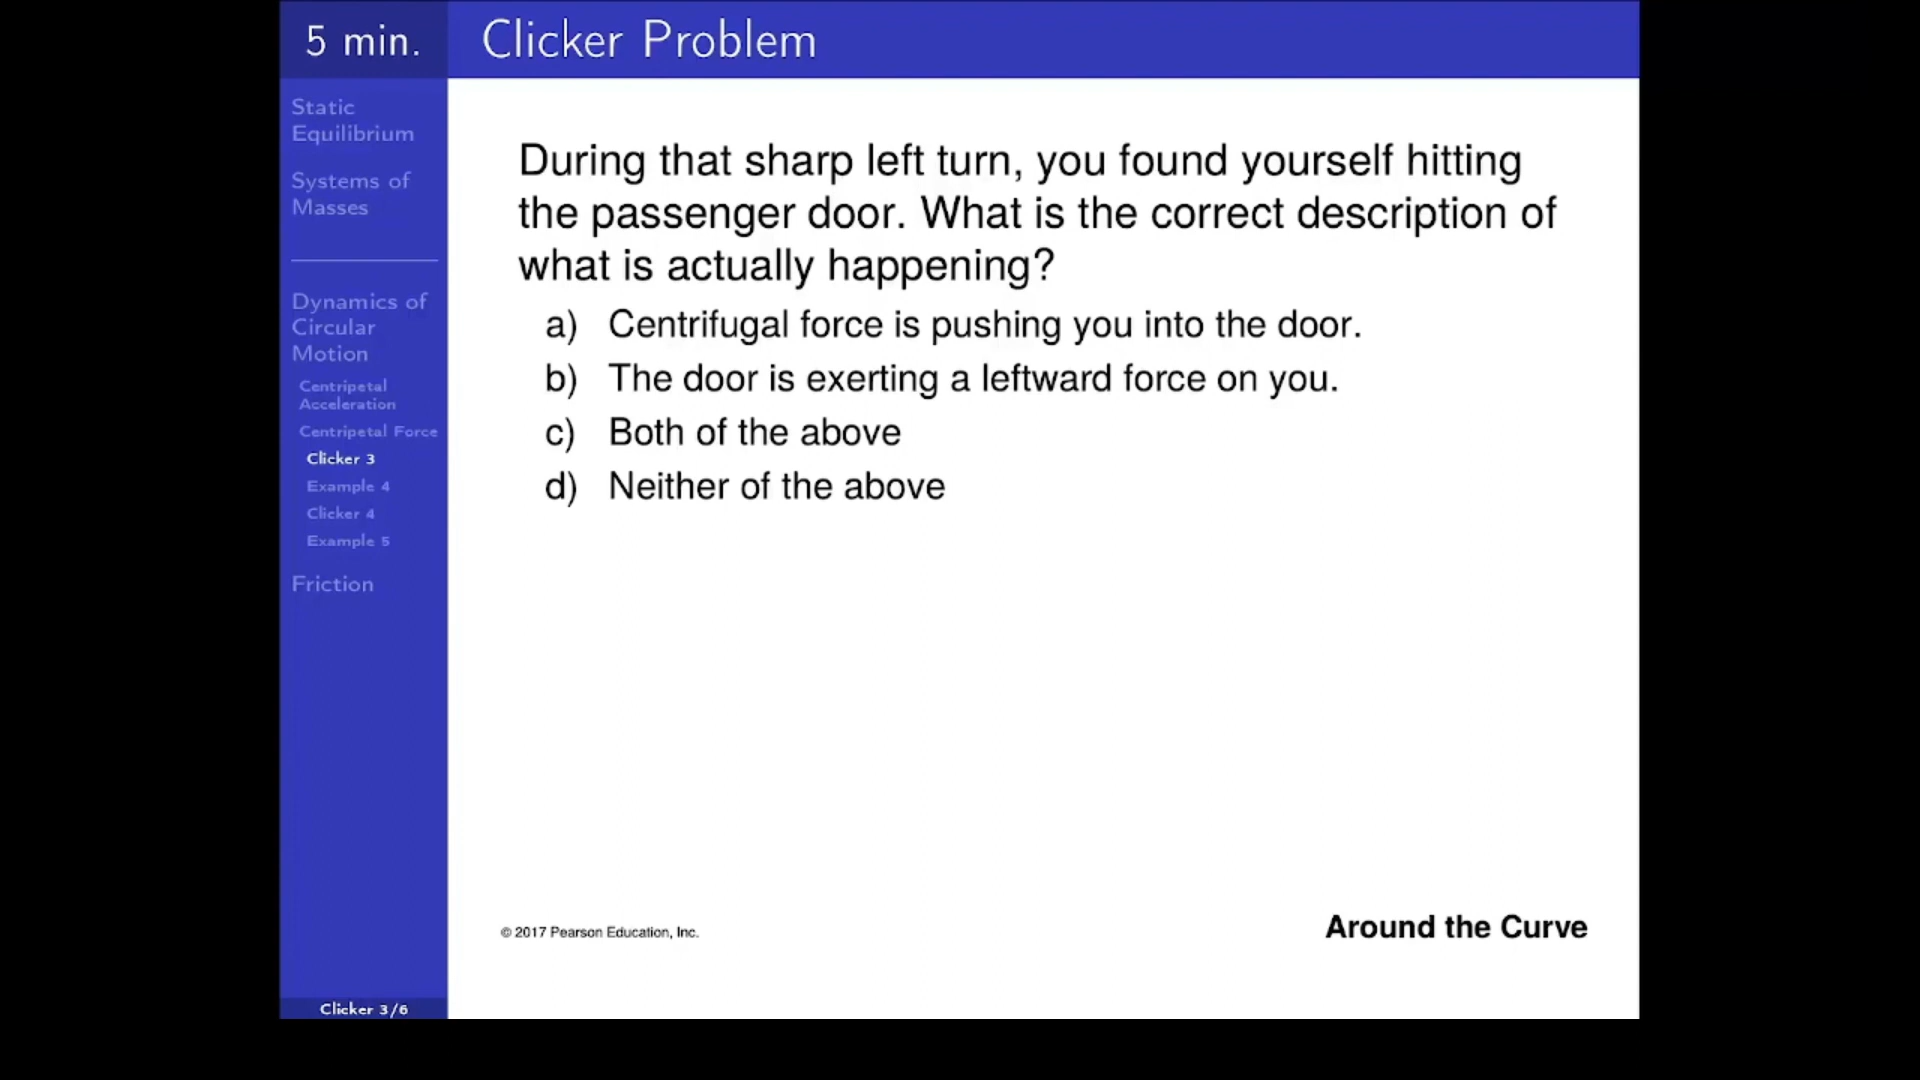 5 min.
Clicker Problem
Static
Equilibrium
Systems of
Masses
Dynamics of
Circular
Motion
Centripetal
Acceleration
Centripetal Force
Clicker 3
Example 4
Clicker 4
Example 5
Friction
Clicker 3/6
During that sharp left turn, you found yourself hitting
the passenger door. What is the correct description of
what is actually happening?
a) Centrifugal force is pushing you into the door.
b) The door is exerting a leftward force on you.
c) Both of the above
d) Neither of the above
© 2017 Pearson Education, Inc.
Around the Curve